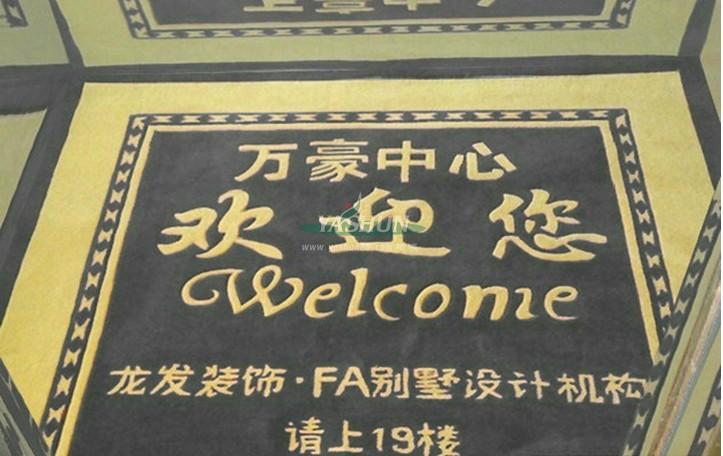 万豪中心
欢迎您
YASHUN
Welcome
龙发装饰·FA别墅设计机构
请上19楼